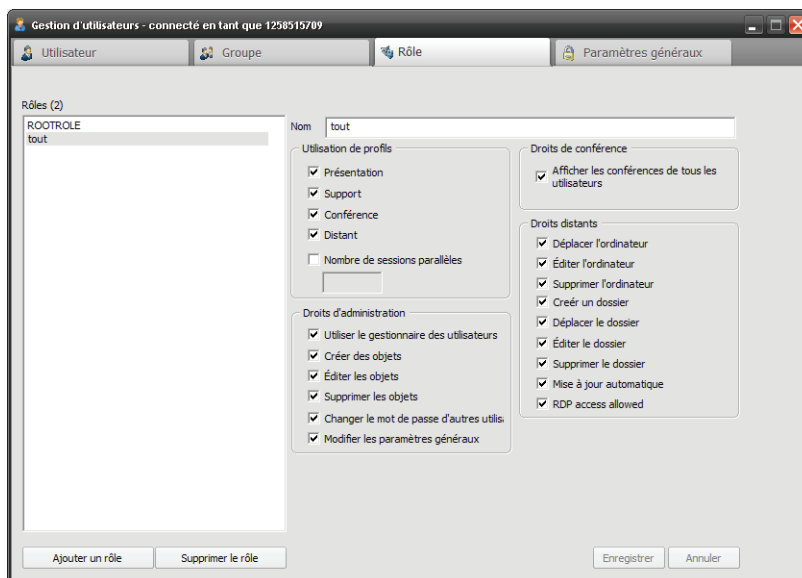 Gestion d'utilisateurs - connecté en tant que 1258515709
Utilisateur
Groupe
Rôle
Paramètres généraux
Rôles (2)
ROOTROLE
tout
Nom
tout
Utilisation de profils
Présentation
Support
Conférence
Distant
Nombre de sessions parallèles
Droits d'administration
Utiliser le gestionnaire des utilisateurs
Créer des objets
Éditer les objets
Supprimer les objets
Changer le mot de passe d'autres utilis
Modifier les paramètres généraux
Droits de conférence
Afficher les conférences de tous les
utilisateurs
Droits distants
Déplacer l'ordinateur
Éditer l'ordinateur
Supprimer l'ordinateur
Creér un dossier
Déplacer le dossier
Éditer le dossier
Supprimer le dossier
Mise à jour automatique
RDP access allowed
Ajouter un rôle
Supprimer le rôle
Enregistrer
Annuler